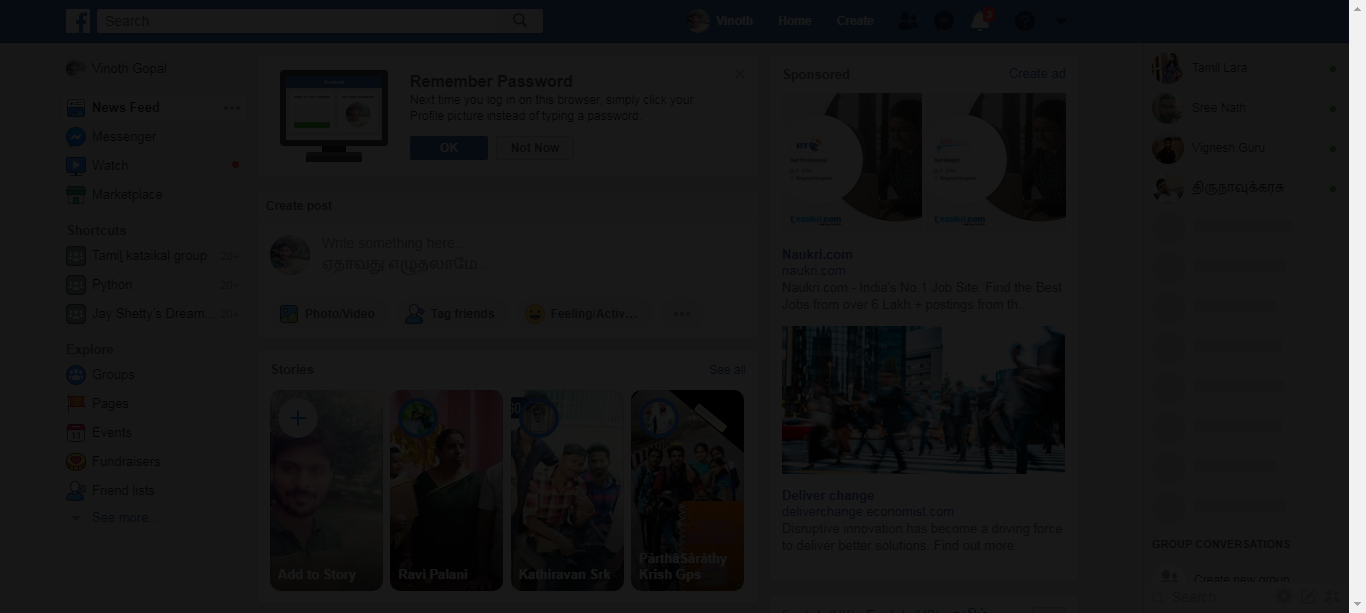 Search
Vinoth
Home
Create
2
Vinoth Gopal
News Feed
Messenger
Watch
Marketplace
Shortcuts
Tamil kataikal group 20+
Python 20+
Jay Shetty's Dream... 20+
Explore
Groups
Pages
Events
Fundraisers
Friend lists
See more...
Remember Password
Next time you log in on this browser, simply click your
Profile picture instead of typing a password.
OK
Not Now
Create post
Write something here...
ஏதாவது எழுதலாமே...
Photo/Video
Tag friends
Feeling/Activ...
Stories
See all
Add to Story
Ravi Palani
Kathiravan Srk
Pàrthà$àràthy
Krish Gps
Sponsored
Create ad
BT
Naukri.com
naukri.com
Naukri.com - India's No.1 Job Site. Find the Best
Jobs from over 6 Lakh + postings from th...
Deliver change
deliverchange.economist.com
Disruptive innovation has become a driving force
to deliver better solutions. Find out more
Tamil Lara
Sree Nath
Vignesh Guru
திருநாவுக்கரசு
GROUP CONVERSATIONS
Create new group
Search